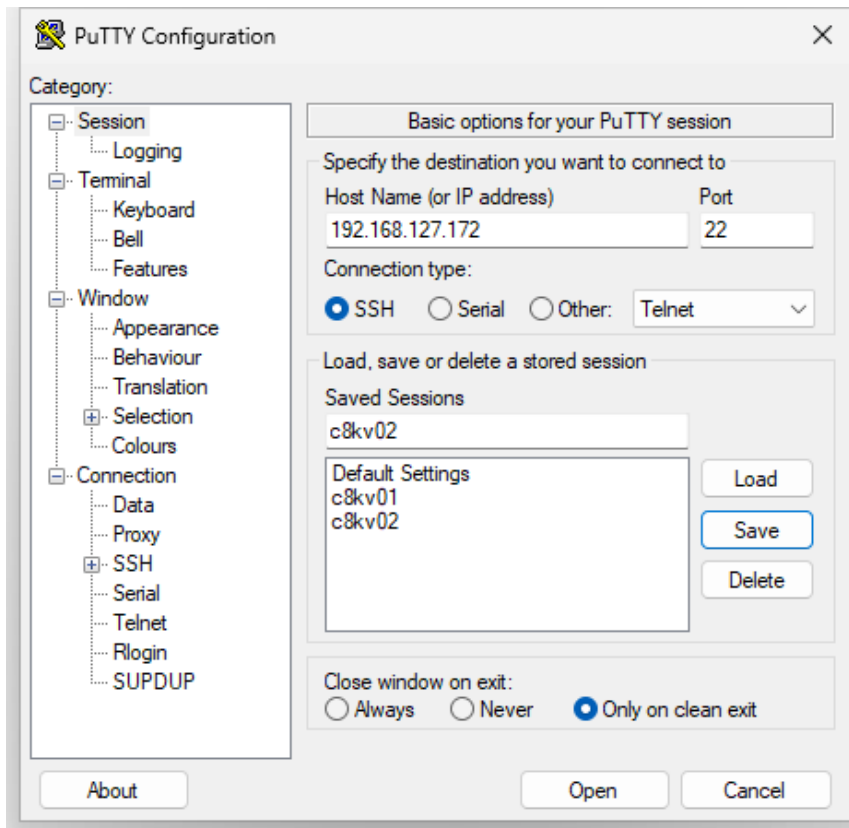 PuTTY Configuration
Category:
Session
Logging
Terminal
Keyboard
Bell
Features
Window
Appearance
Behaviour
Translation
Selection
Colours
Connection
Data
Proxy
SSH
Serial
Telnet
Rlogin
SUPDUP
Basic options for your PuTTY session
Specify the destination you want to connect to
Host Name (or IP address) Port
192.168.127.172 22
Connection type:
SSH Serial Other: Telnet
Load, save or delete a stored session
Saved Sessions
c8kv02
Default Settings
c8kv01
c8kv02
Load
Save
Delete
Close window on exit:
Always Never Only on clean exit
About Open Cancel